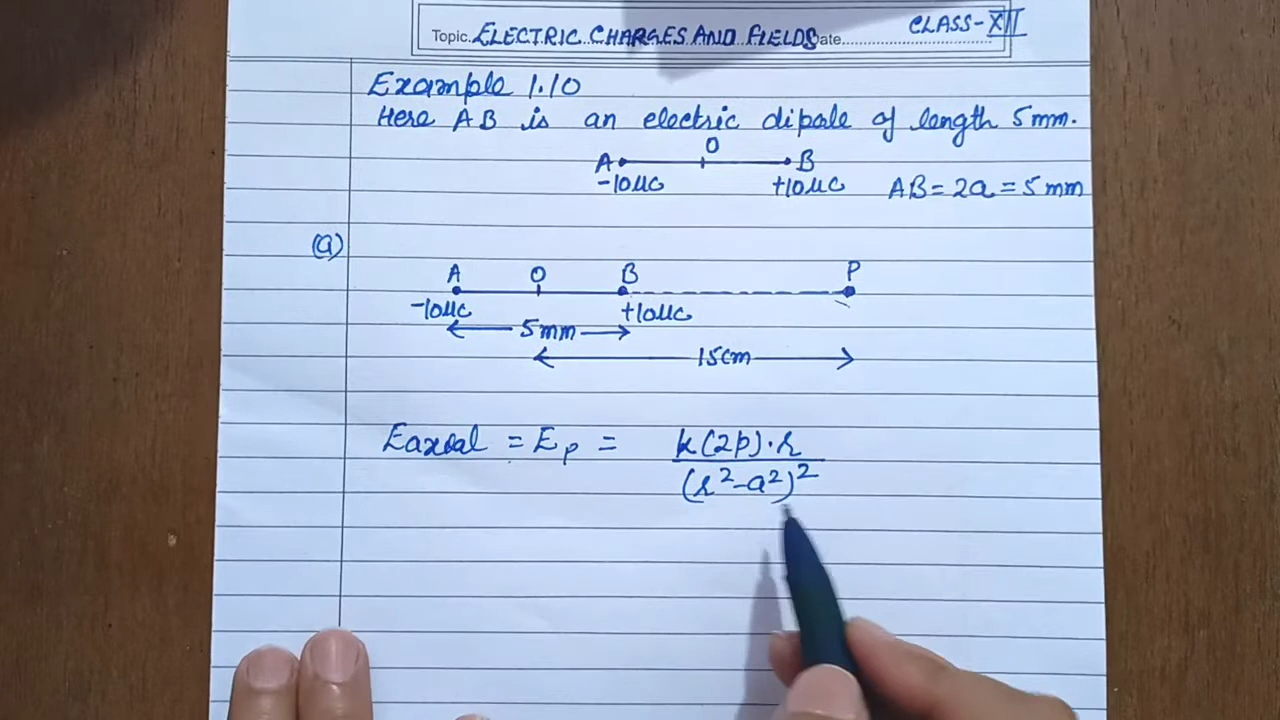 CLASS-XII
Topic. ELECTRIC CHARGES AND FIELDS Date
Example 1.10
Here AB is an electric dipole of length 5mm.
A O B
-10μc +10μc AB = 2a = 5mm
(a)
A O B P
-10μc +10μc
5mm
15cm
Eaxial = Ep = k(2p)·r / (r²-a²)²